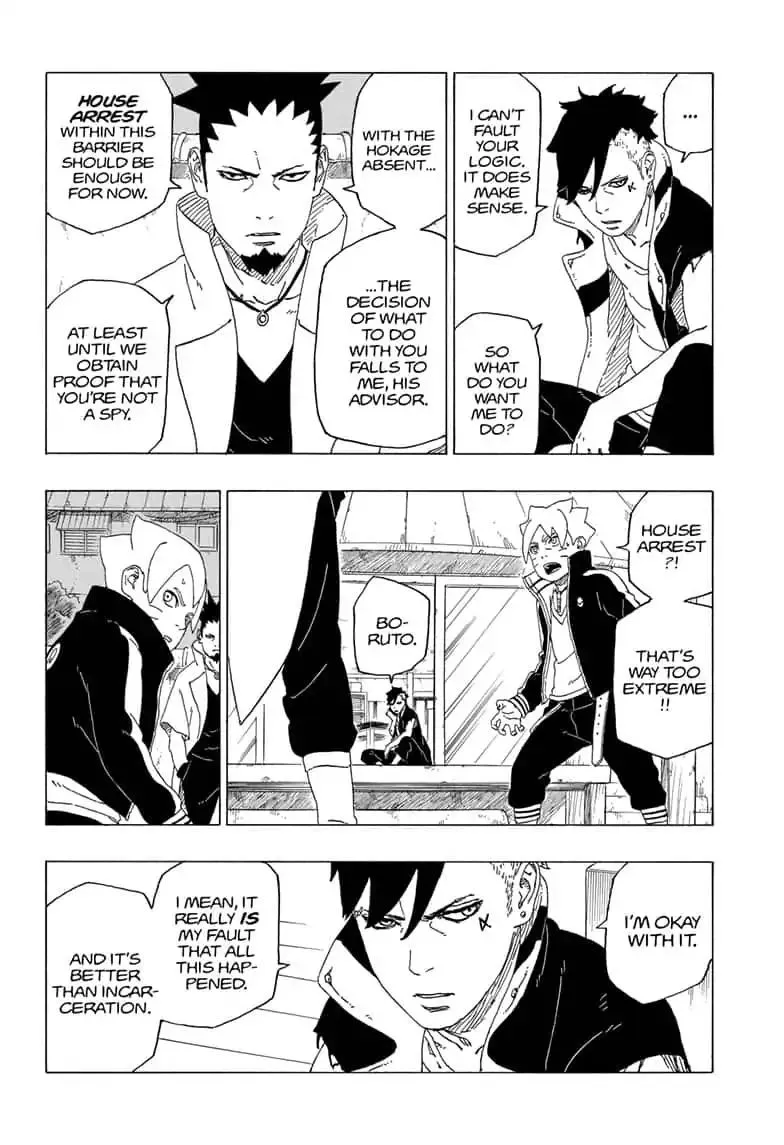 ...
I CAN'T
FAULT
YOUR
LOGIC.
IT DOES
MAKE
SENSE.
SO
WHAT
DO YOU
WANT
ME TO
DO?
WITH THE
HOKAGE
ABSENT...
...THE
DECISION
OF WHAT
TO DO
WITH YOU
FALLS TO
ME, HIS
ADVISOR.
HOUSE
ARREST
WITHIN THIS
BARRIER
SHOULD BE
ENOUGH
FOR NOW.
AT LEAST
UNTIL WE
OBTAIN
PROOF THAT
YOU'RE NOT
A SPY.
HOUSE
ARREST
?!
THAT'S
WAY TOO
EXTREME
!!
BO-
RUTO.
I'M OKAY
WITH IT.
I MEAN, IT
REALLY IS
MY FAULT
THAT ALL
THIS HAP-
PENED.
AND IT'S
BETTER
THAN INCAR-
CERATION.